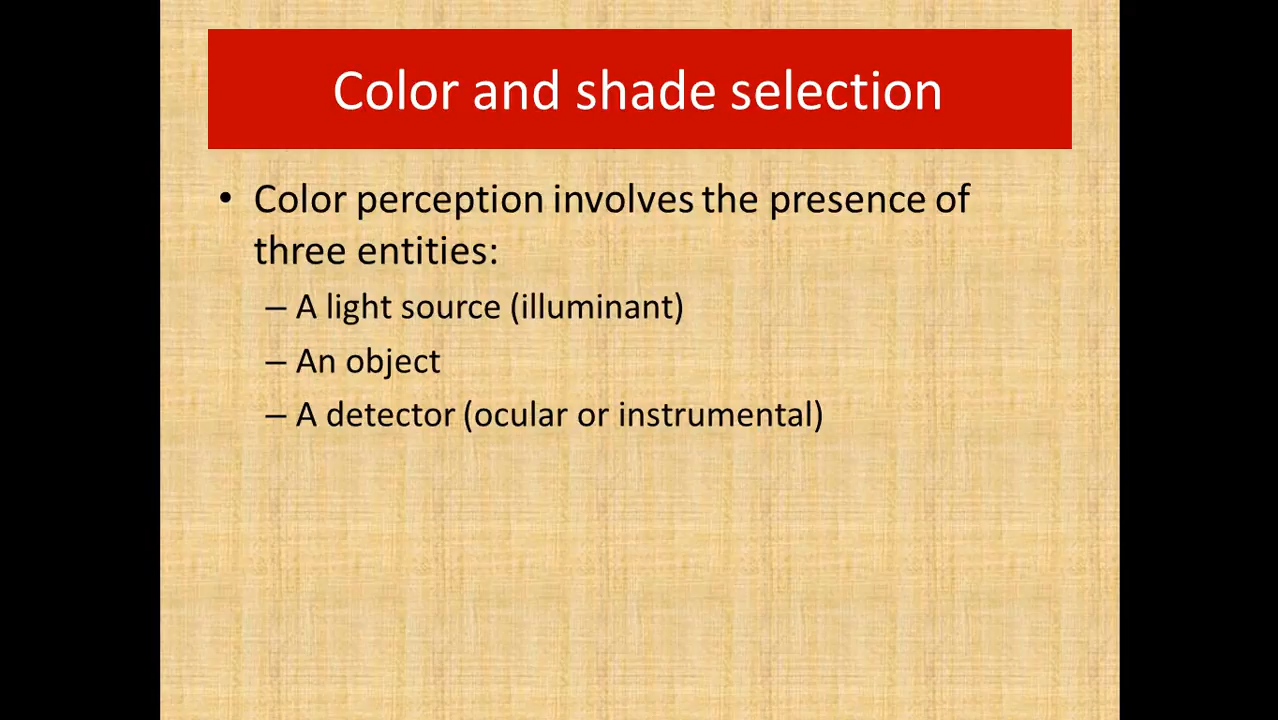 Color and shade selection
• Color perception involves the presence of
three entities:
– A light source (illuminant)
– An object
– A detector (ocular or instrumental)